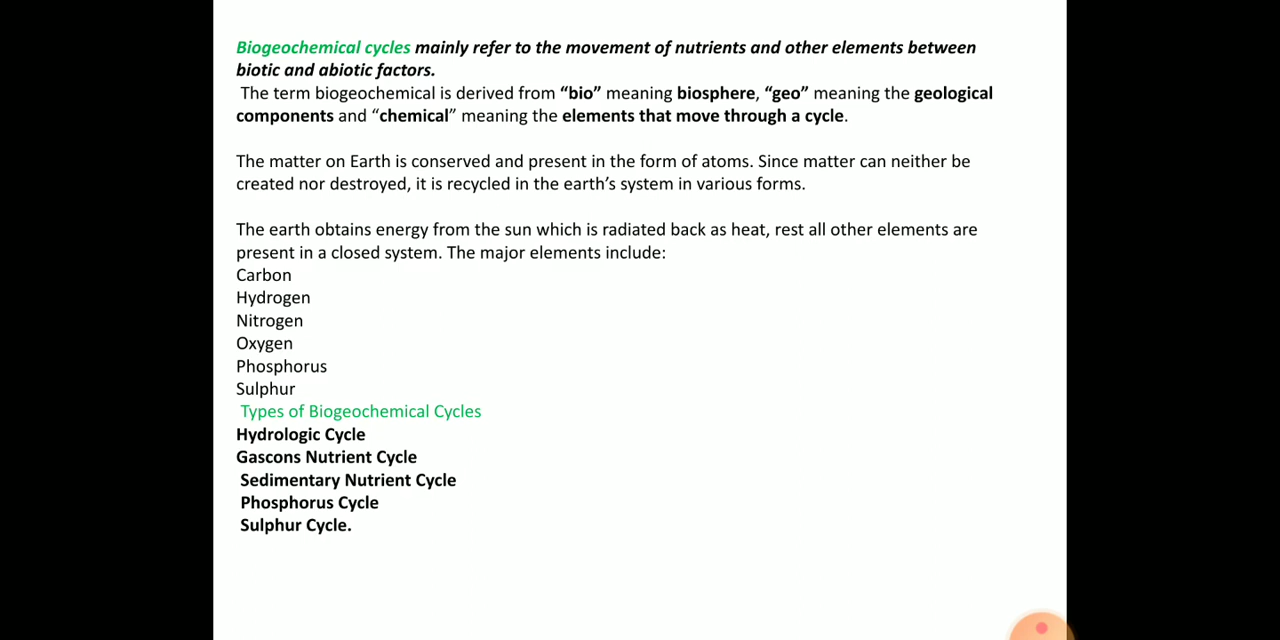 Biogeochemical cycles mainly refer to the movement of nutrients and other elements between
biotic and abiotic factors.
The term biogeochemical is derived from “bio” meaning biosphere, “geo” meaning the geological
components and “chemical” meaning the elements that move through a cycle.
The matter on Earth is conserved and present in the form of atoms. Since matter can neither be
created nor destroyed, it is recycled in the earth’s system in various forms.
The earth obtains energy from the sun which is radiated back as heat, rest all other elements are
present in a closed system. The major elements include:
Carbon
Hydrogen
Nitrogen
Oxygen
Phosphorus
Sulphur
Types of Biogeochemical Cycles
Hydrologic Cycle
Gascons Nutrient Cycle
Sedimentary Nutrient Cycle
Phosphorus Cycle
Sulphur Cycle.